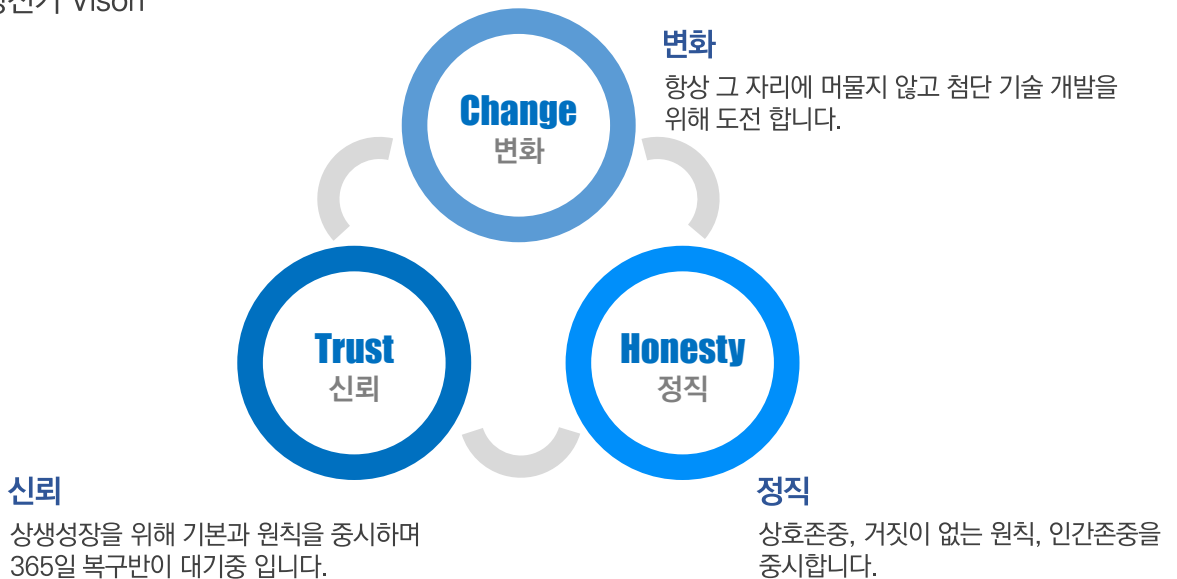 Vison
변화
항상 그 자리에 머물지 않고 첨단 기술 개발을
위해 도전 합니다.
Change
변화
Trust
신뢰
Honesty
정직
신뢰
상생성장을 위해 기본과 원칙을 중시하며
365일 복구반이 대기중 입니다.
정직
상호존중, 거짓이 없는 원칙, 인간존중을
중시합니다.